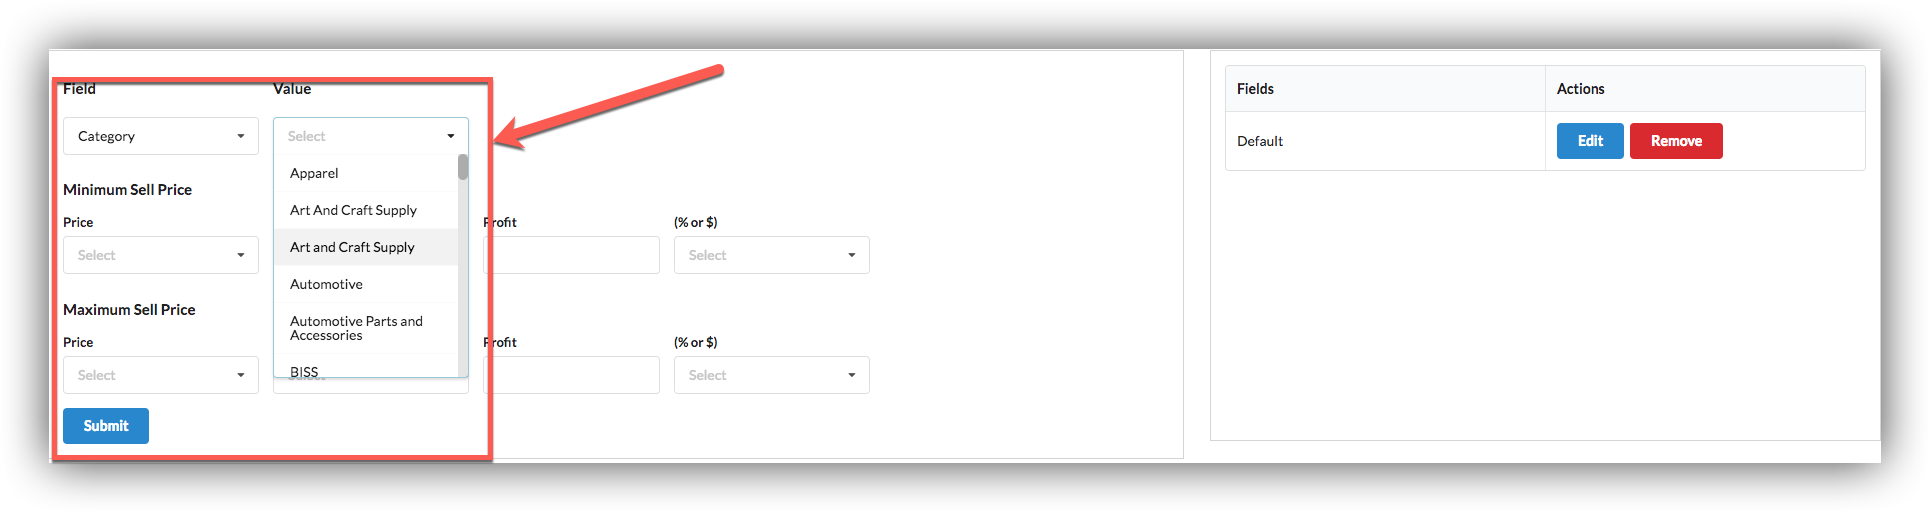 Field
Value
Category
Select
Apparel
Art And Craft Supply
Art and Craft Supply
Automotive
Automotive Parts and
Accessories
BISS
Minimum Sell Price
Price
Profit
(% or $)
Select
Select
Maximum Sell Price
Price
Profit
(% or $)
Select
Select
Select
Submit
Fields
Actions
Default
Edit
Remove